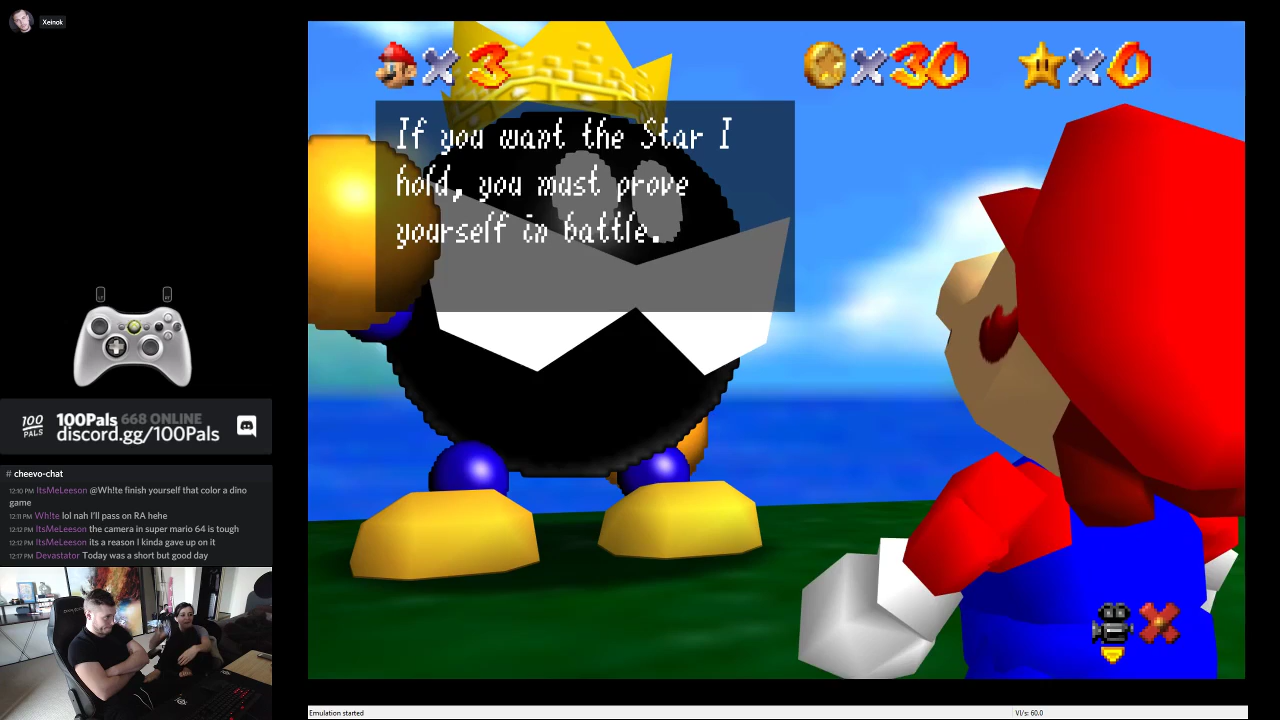 Xeinok
× 3
× 30
× 0
If you want the Star I
hold, you must prove
yourself in battle.
100
PALS
100Pals 668 ONLINE
discord.gg/100Pals
# cheevo-chat
12:10 PM ItsMeLeeson @Wh!te finish yourself that color a dino
game
12:11 PM Wh!te lol nah I'll pass on RA hehe
12:12 PM ItsMeLeeson the camera in super mario 64 is tough
12:12 PM ItsMeLeeson its a reason I kinda gave up on it
12:17 PM Devastator Today was a short but good day
Emulation started
VI/s: 60.0